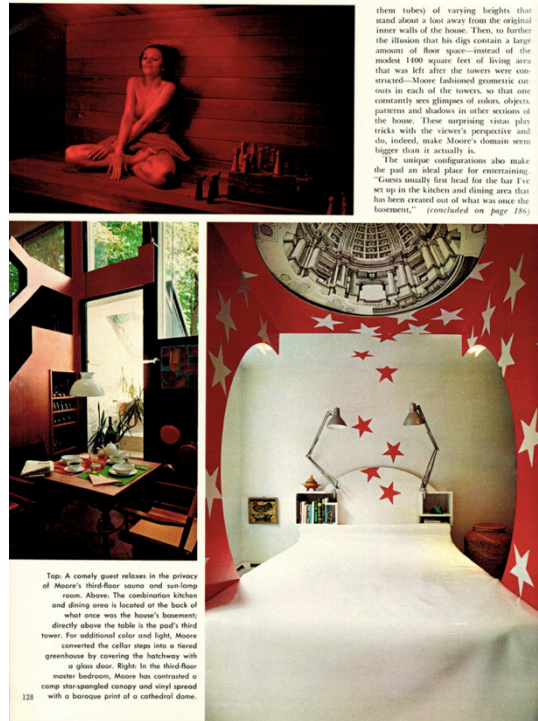 them tubes) of varying heights that
stand about a foot away from the original
inner walls of the house. Then, to further
the illusion that his digs contain a large
amount of floor space—instead of the
modest 1400 square feet of living area
that was left after the towers were con-
structed—Moore fashioned geometric cut-
outs in each of the towers, so that one
constantly sees glimpses of colors, objects,
patterns and shadows in other sections of
the house. These surprising vistas play
tricks with the viewer's perspective and
do, indeed, make Moore's domain seem
bigger than it actually is.
The unique configurations also make
the pad an ideal place for entertaining.
"Guests usually first head for the bar I've
set up in the kitchen and dining area that
has been created out of what was once the
basement," (concluded on page 186)
Top: A comely guest relaxes in the privacy
of Moore's third-floor sauna and sun-lamp
room. Above: The combination kitchen
and dining area is located at the back of
what once was the house's basement;
directly above the table is the pad's third
tower. For additional color and light, Moore
converted the cellar steps into a tiered
greenhouse by covering the hatchway with
a glass door. Right: In the third-floor
master bedroom, Moore has contrasted a
camp star-spangled canopy and vinyl spread
with a baroque print of a cathedral dome.
128